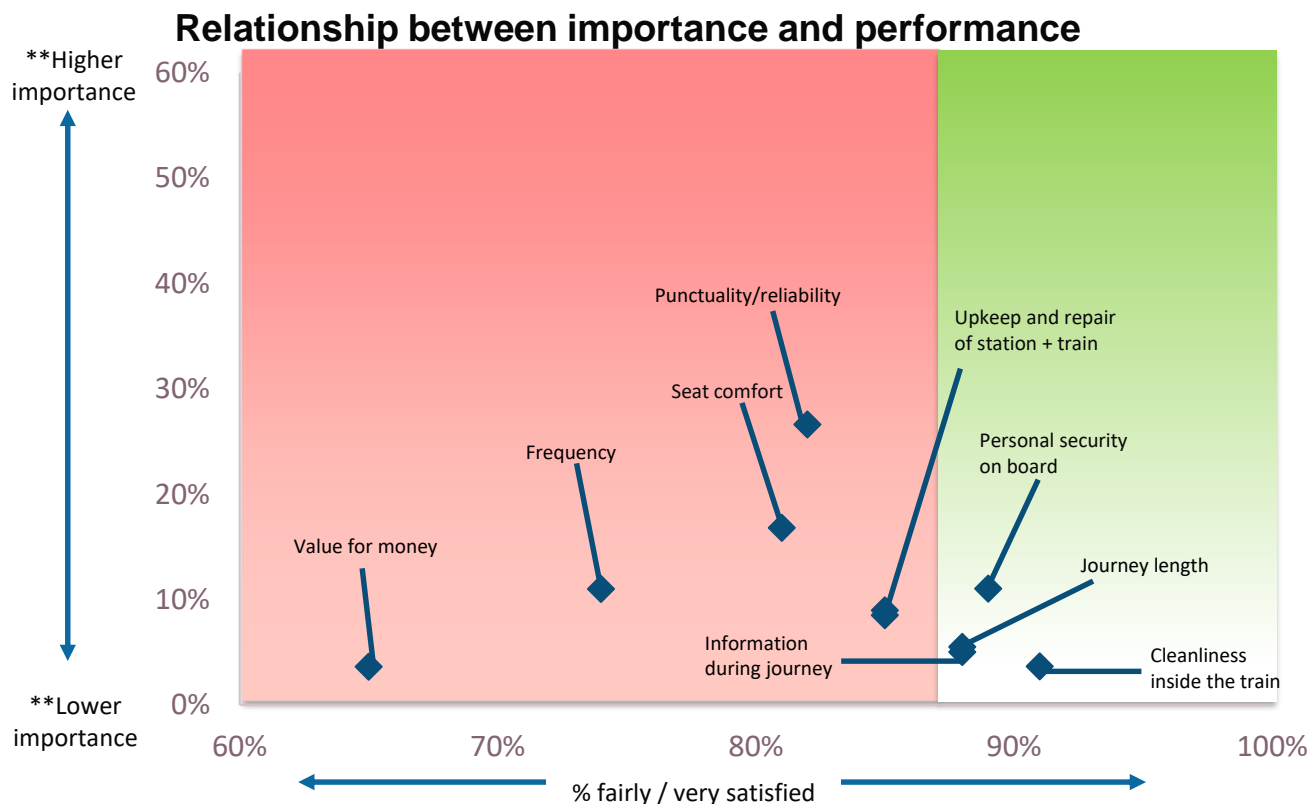 Relationship between importance and performance
**Higher
importance
60%
50%
40%
30%
20%
10%
0%
**Lower
importance
Punctuality/reliability
Upkeep and repair
of station + train
Seat comfort
Personal security
on board
Frequency
Value for money
Journey length
Information
during journey
Cleanliness
inside the train
60%
70%
80%
90%
100%
% fairly / very satisfied